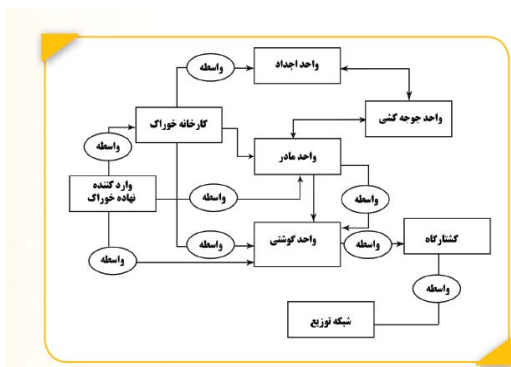 واسطه
واحد اجداد
کارخانه خوراک
واحد جوجه کشی
واسطه
واحد مادر
وارد کننده
نهاده خوراک
واسطه
واسطه
واحد گوشتی
واسطه
واسطه
کشتارگاه
واسطه
واسطه
شبکه توزیع